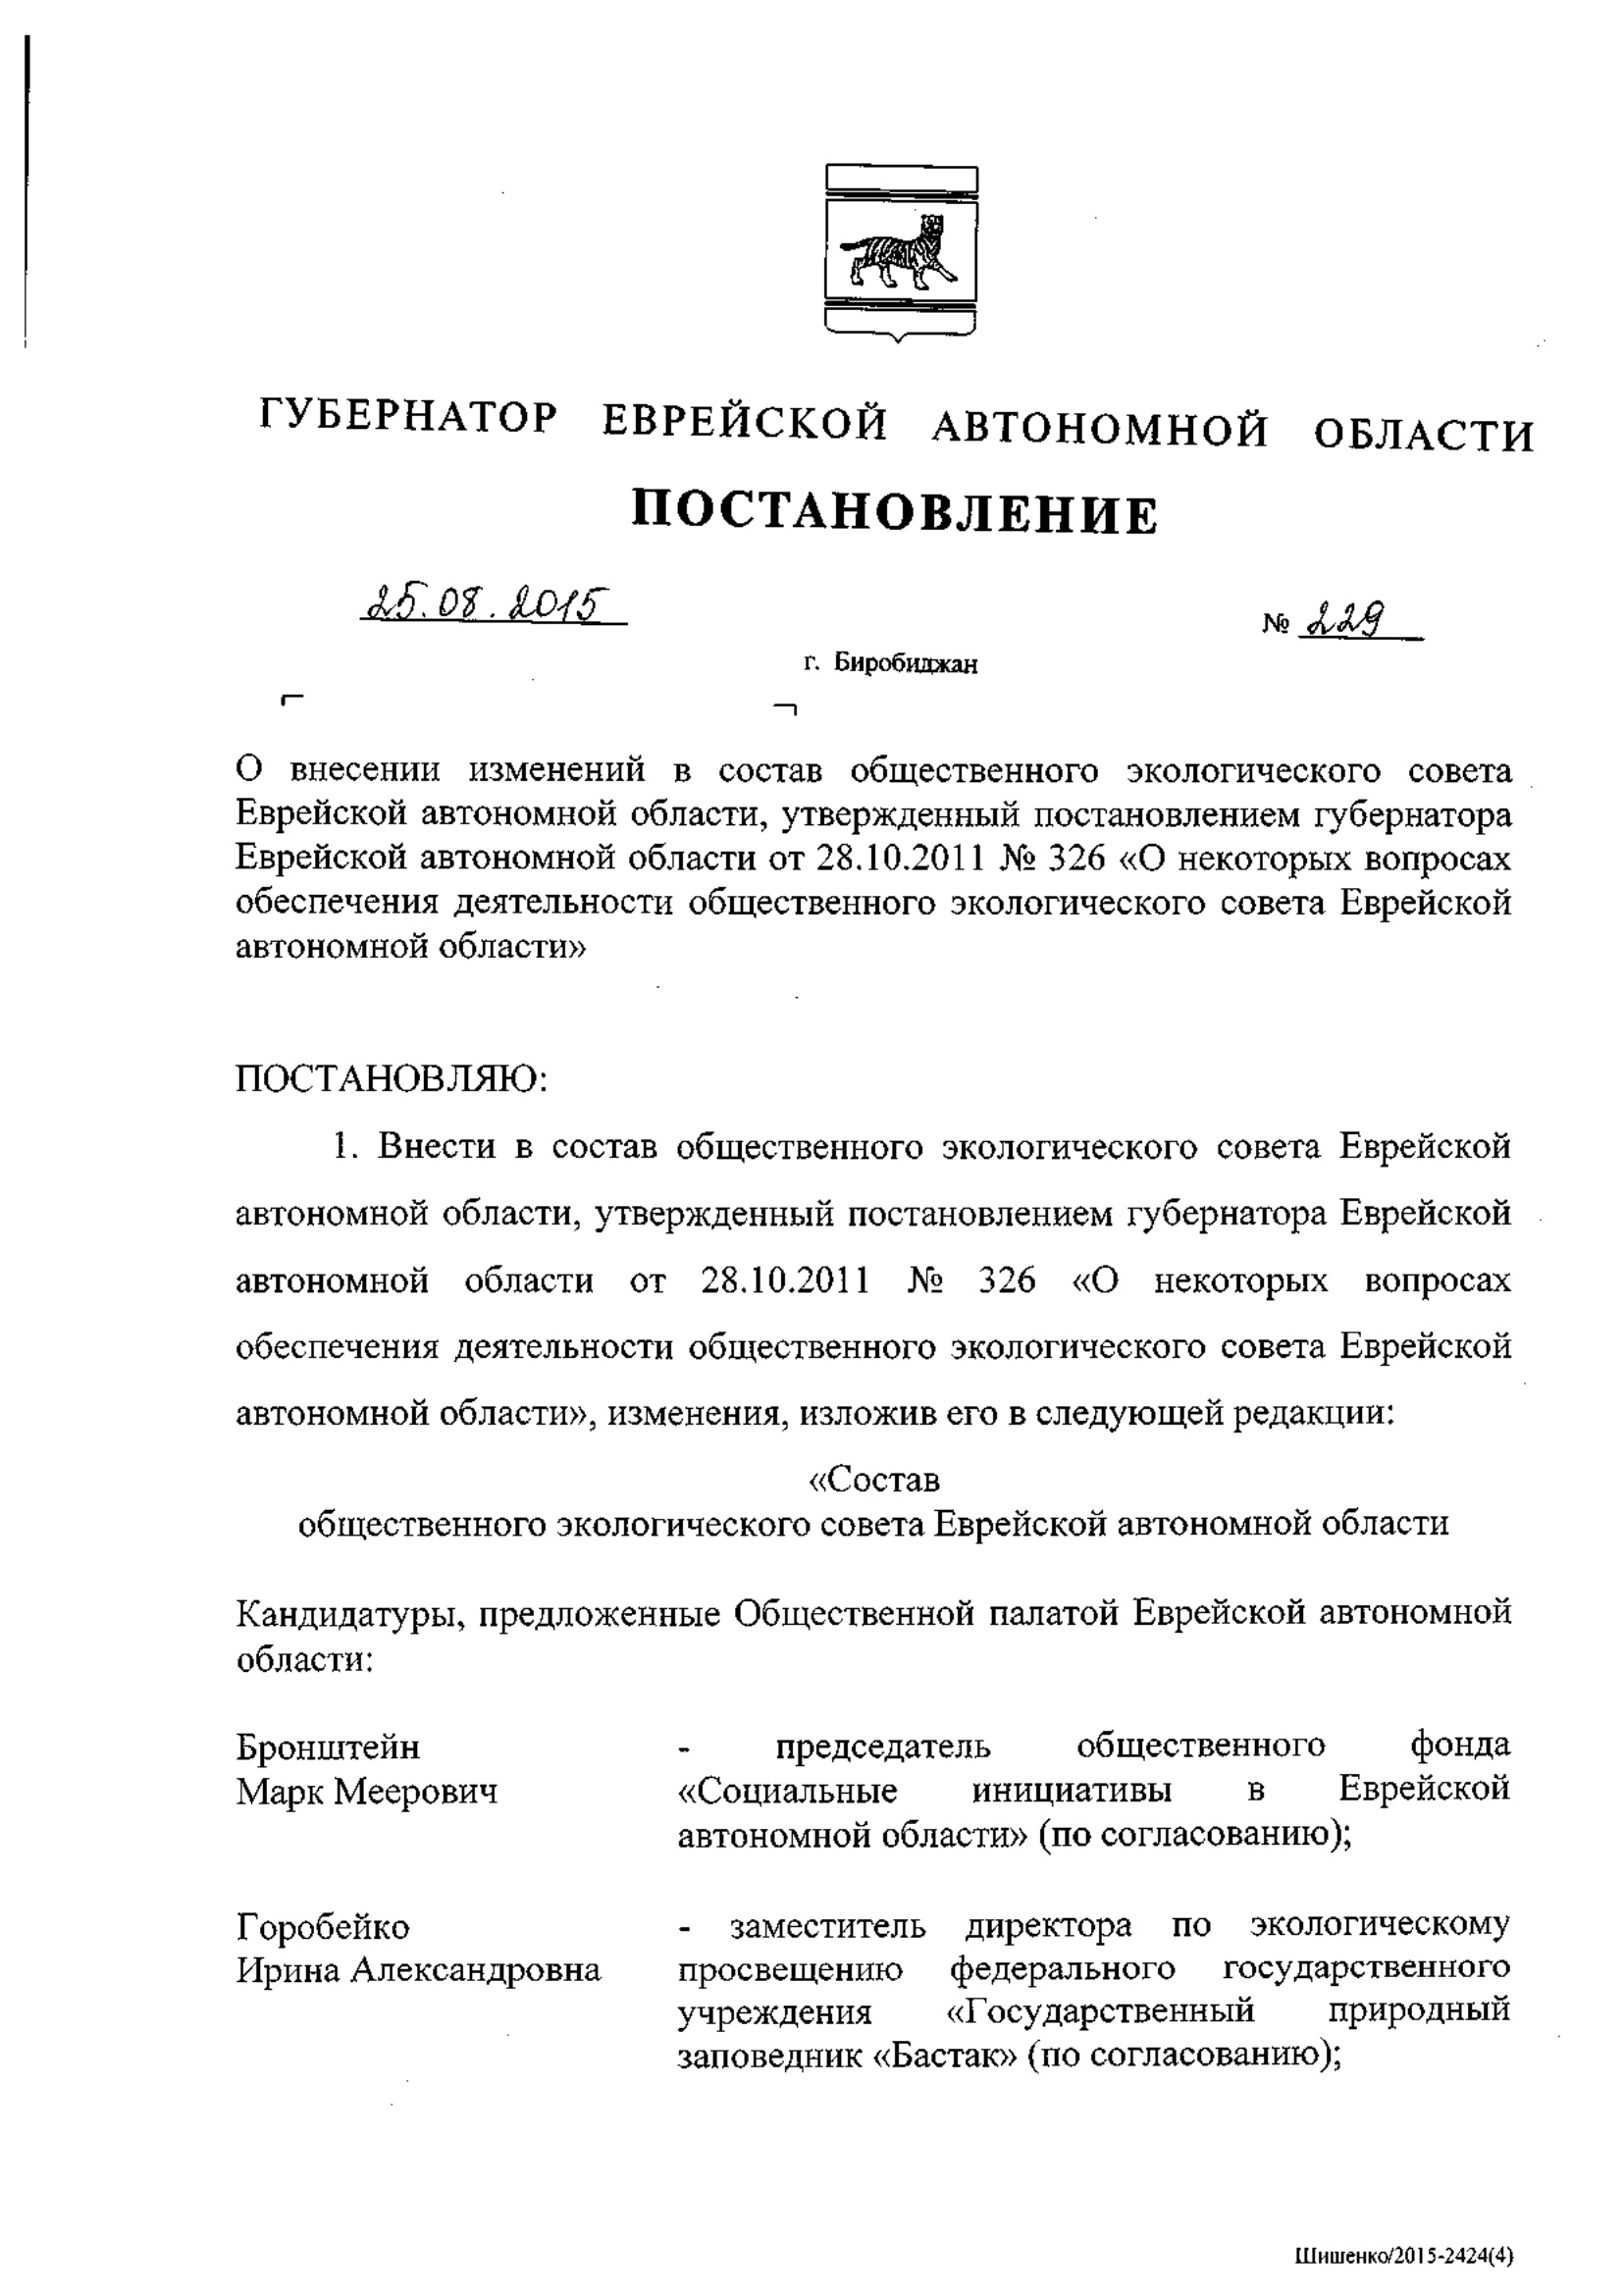 ГУБЕРНАТОР ЕВРЕЙСКОЙ АВТОНОМНОЙ ОБЛАСТИ
ПОСТАНОВЛЕНИЕ
25.08.2015
№ 229
г. Биробиджан
О внесении изменений в состав общественного экологического совета
Еврейской автономной области, утвержденный постановлением губернатора
Еврейской автономной области от 28.10.2011 № 326 «О некоторых вопросах
обеспечения деятельности общественного экологического совета Еврейской
автономной области»
ПОСТАНОВЛЯЮ:
1. Внести в состав общественного экологического совета Еврейской
автономной области, утвержденный постановлением губернатора Еврейской
автономной области от 28.10.2011 № 326 «О некоторых вопросах
обеспечения деятельности общественного экологического совета Еврейской
автономной области», изменения, изложив его в следующей редакции:
«Состав
общественного экологического совета Еврейской автономной области
Кандидатуры, предложенные Общественной палатой Еврейской автономной
области:
Бронштейн
Марк Меерович
- председатель общественного фонда
«Социальные инициативы в Еврейской
автономной области» (по согласованию);
Горобейко
Ирина Александровна
- заместитель директора по экологическому
просвещению федерального государственного
учреждения «Государственный природный
заповедник «Бастак» (по согласованию);
Шишенко/2015-2424(4)